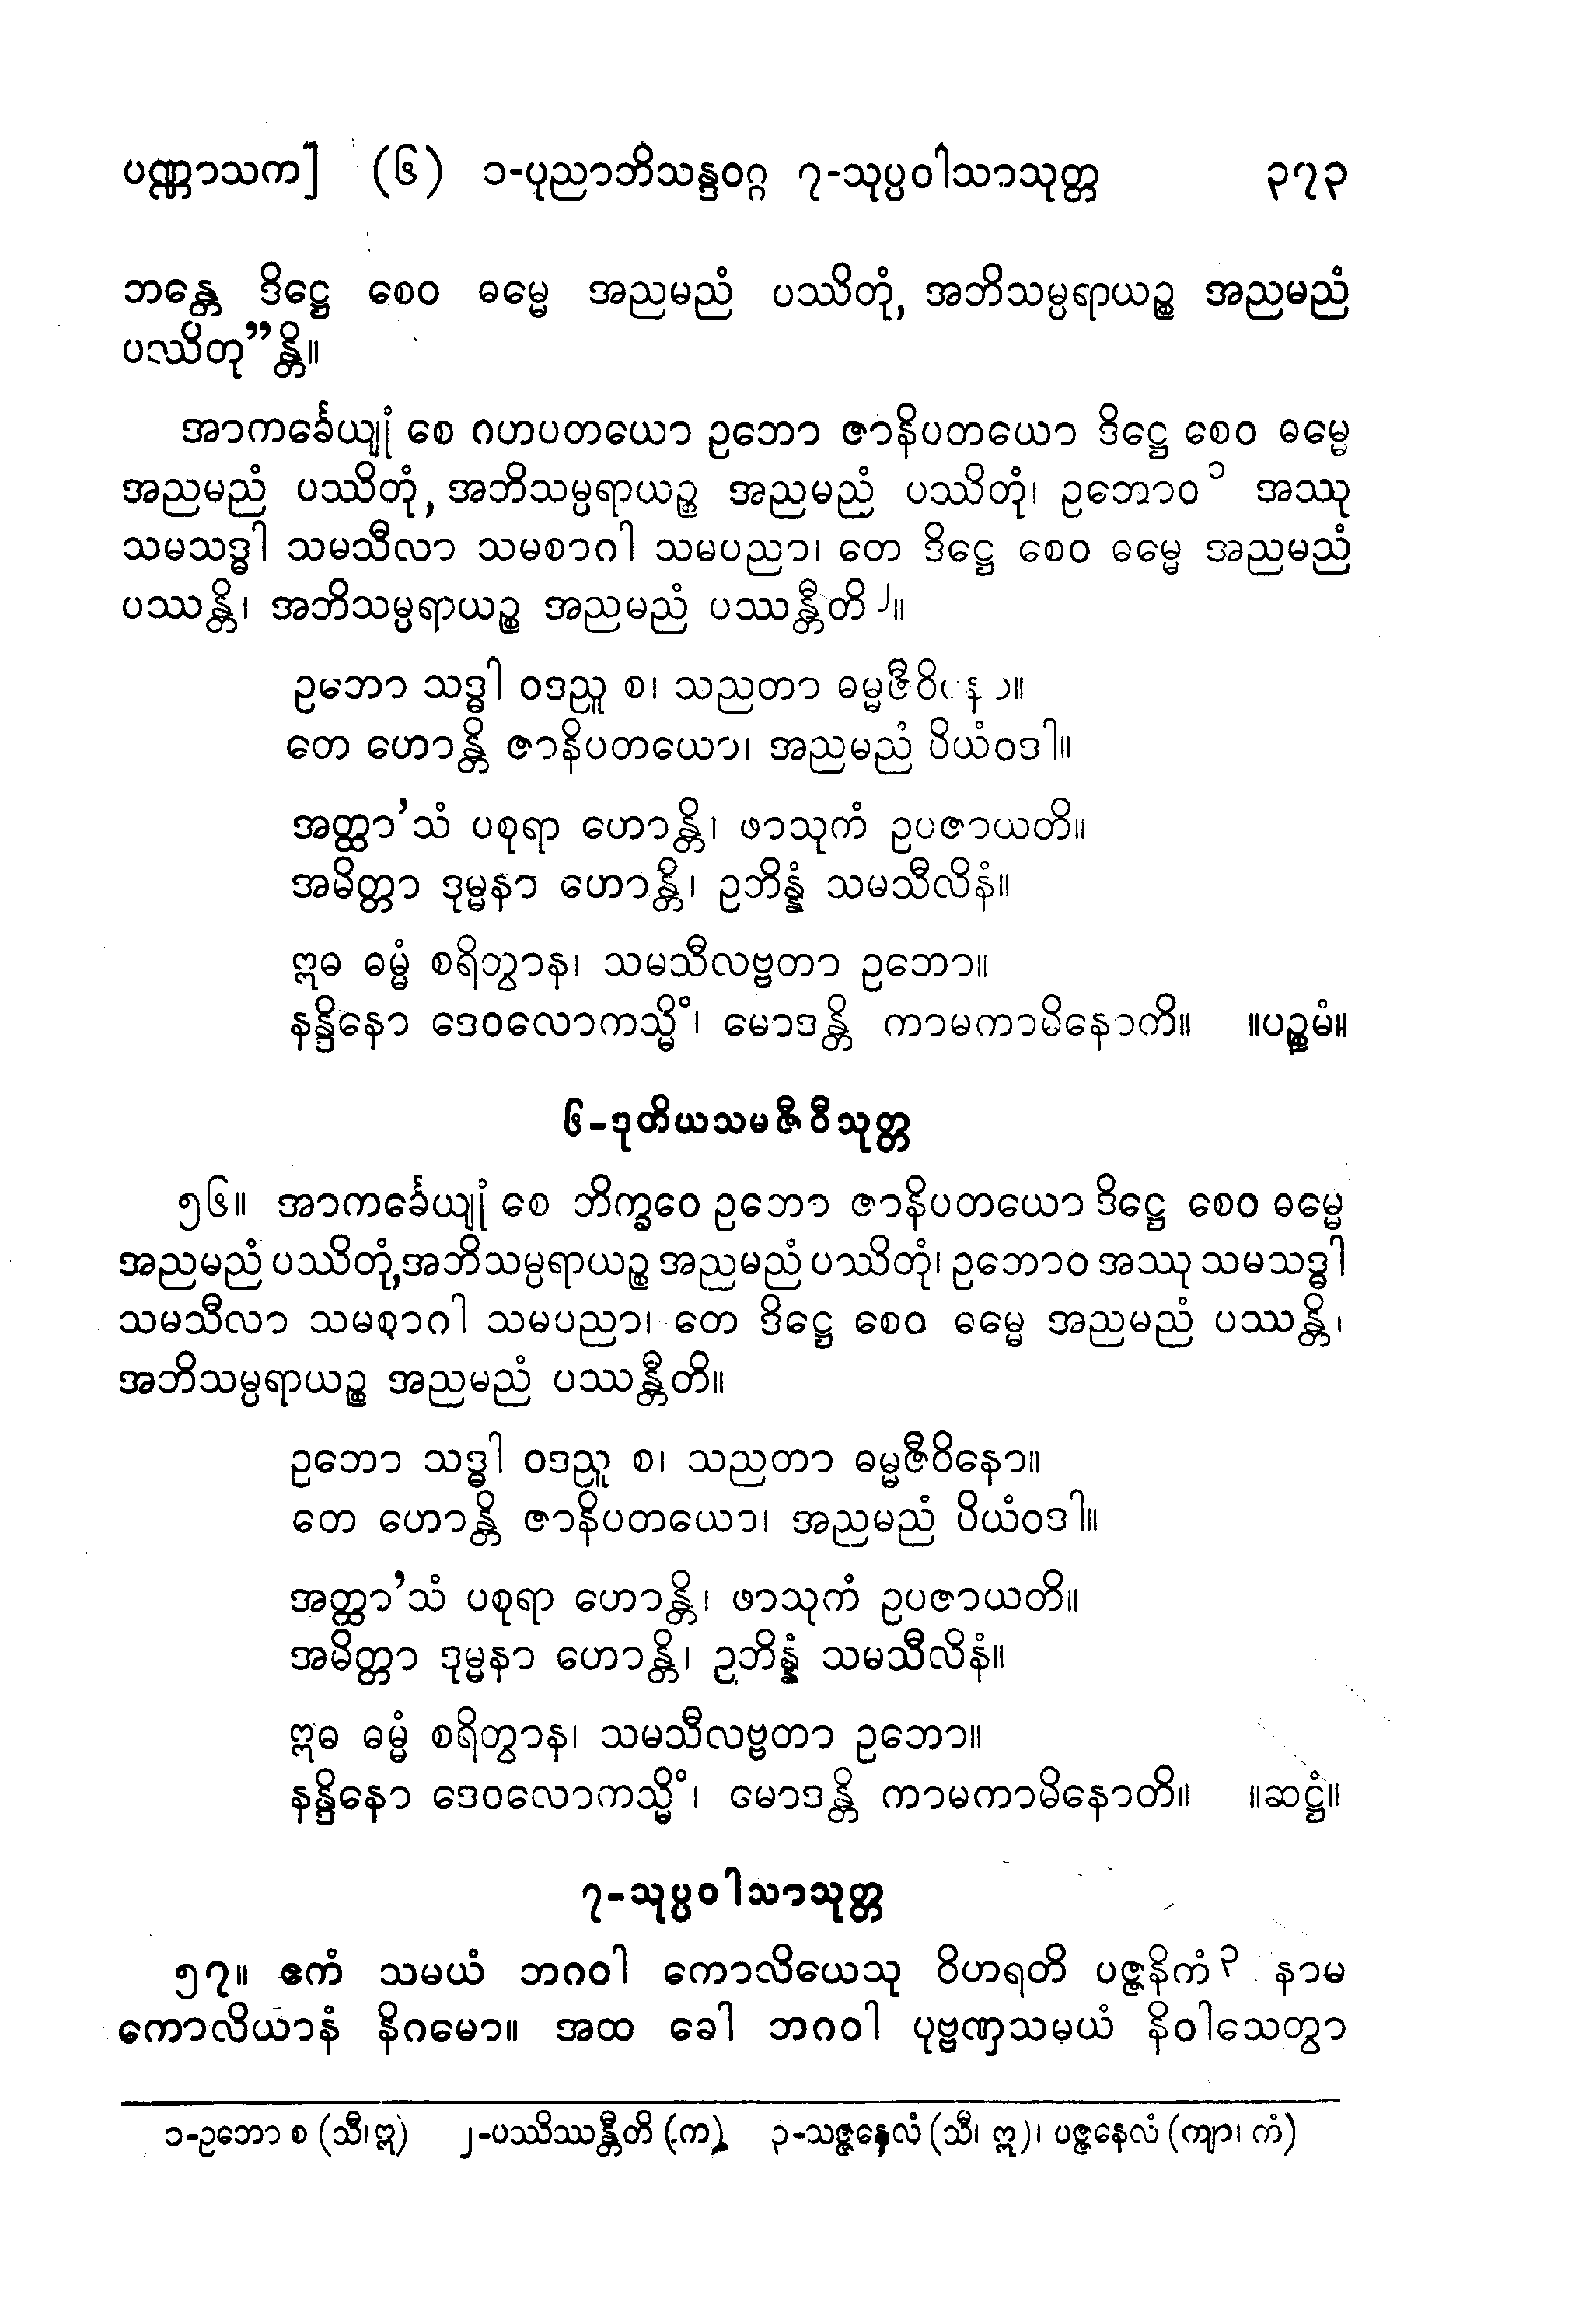 ပဏ္ဏာသက] (၆) ၁-ပုညာဘိသန္ဒဝဂ္ဂ ၇-သုပ္ပဝါသာသုတ္တ ၃၇၃
ဘန္တေ ဒိဋ္ဌေ စေဝ ဓမ္မေ အညမညံ ပဿိတုံ, အဘိသမ္ပရာယဉ္စ အညမညံ
ပဿိတု”န္တိ။
အာကင်္ခေယျုံ စေ ဂဟပတယော ဥဘော ဇာနိပတယော ဒိဋ္ဌေ စေဝ ဓမ္မေ
အညမညံ ပဿိတုံ, အဘိသမ္ပရာယဉ္စ အညမညံ ပဿိတုံ၊ ဥဘောဝ ၁ အဿု
သမသဒ္ဓါ သမသီလာ သမစာဂါ သမပညာ၊ တေ ဒိဋ္ဌေ စေဝ ဓမ္မေ အညမညံ
ပဿန္တိ၊ အဘိသမ္ပရာယဉ္စ အညမညံ ပဿန္တီတိ ၂။
ဥဘော သဒ္ဓါ ဝဒညူ စ၊ သညတာ ဓမ္မဇီဝိနော။
တေ ဟောန္တိ ဇာနိပတယော၊ အညမညံ ပိယံဝဒါ။
အတ္ထာ’သံ ပစုရာ ဟောန္တိ၊ ဖာသုကံ ဥပဇာယတိ။
အမိတ္တာ ဒုမ္မနာ ဟောန္တိ၊ ဥဘိန္နံ သမသီလိနံ။
ဣဓ ဓမ္မံ စရိတွာန၊ သမသီလဗ္ဗတာ ဥဘော။
နန္ဒိနော ဒေဝလောကသ္မိံ၊ မောဒန္တိ ကာမကာမိနောတိ။ ။ပဉ္စမံ။
၆-ဒုတိယသမဇီဝီသုတ္တ
၅၆။ အာကင်္ခေယျုံ စေ ဘိက္ခဝေ ဥဘော ဇာနိပတယော ဒိဋ္ဌေ စေဝ ဓမ္မေ
အညမညံ ပဿိတုံ,အဘိသမ္ပရာယဉ္စ အညမညံ ပဿိတုံ၊ ဥဘောဝ အဿု သမသဒ္ဓါ
သမသီလာ သမစာဂါ သမပညာ၊ တေ ဒိဋ္ဌေ စေဝ ဓမ္မေ အညမညံ ပဿန္တိ၊
အဘိသမ္ပရာယဉ္စ အညမညံ ပဿန္တီတိ။
ဥဘော သဒ္ဓါ ဝဒညူ စ၊ သညတာ ဓမ္မဇီဝိနော။
တေ ဟောန္တိ ဇာနိပတယော၊ အညမညံ ပိယံဝဒါ။
အတ္ထာ’သံ ပစုရာ ဟောန္တိ၊ ဖာသုကံ ဥပဇာယတိ။
အမိတ္တာ ဒုမ္မနာ ဟောန္တိ၊ ဥဘိန္နံ သမသီလိနံ။
ဣဓ ဓမ္မံ စရိတွာန၊ သမသီလဗ္ဗတာ ဥဘော။
နန္ဒိနော ဒေဝလောကသ္မိံ၊ မောဒန္တိ ကာမကာမိနောတိ။ ။ဆဋ္ဌံ။
၇-သုပ္ပဝါသာသုတ္တ
၅၇။ ဧကံ သမယံ ဘဂဝါ ကောလိယေသု ဝိဟရတိ ပဇ္ဇနိကံ ၃ နာမ
ကောလိယာနံ နိဂမော။ အထ ခေါ ဘဂဝါ ပုဗ္ဗဏှသမယံ နိဝါသေတွာ
၁-ဥဘော စ (သီ၊ ဣ) ၂-ပဿိဿန္တီတိ (က) ၃-သဇ္ဇနေလံ (သီ၊ ဣ)၊ ပဇ္ဇနေလံ (ကျာ၊ ကံ)